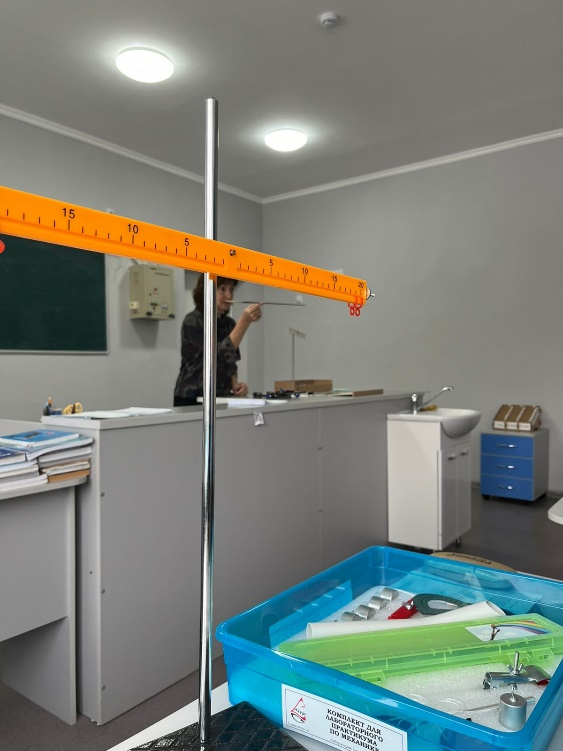 15 10 5 5 10 15 20
КОМПЛЕКТ ДЛЯ
ЛАБОРАТОРНОГО
ПРАКТИКУМА
ПО МЕХАНИКЕ